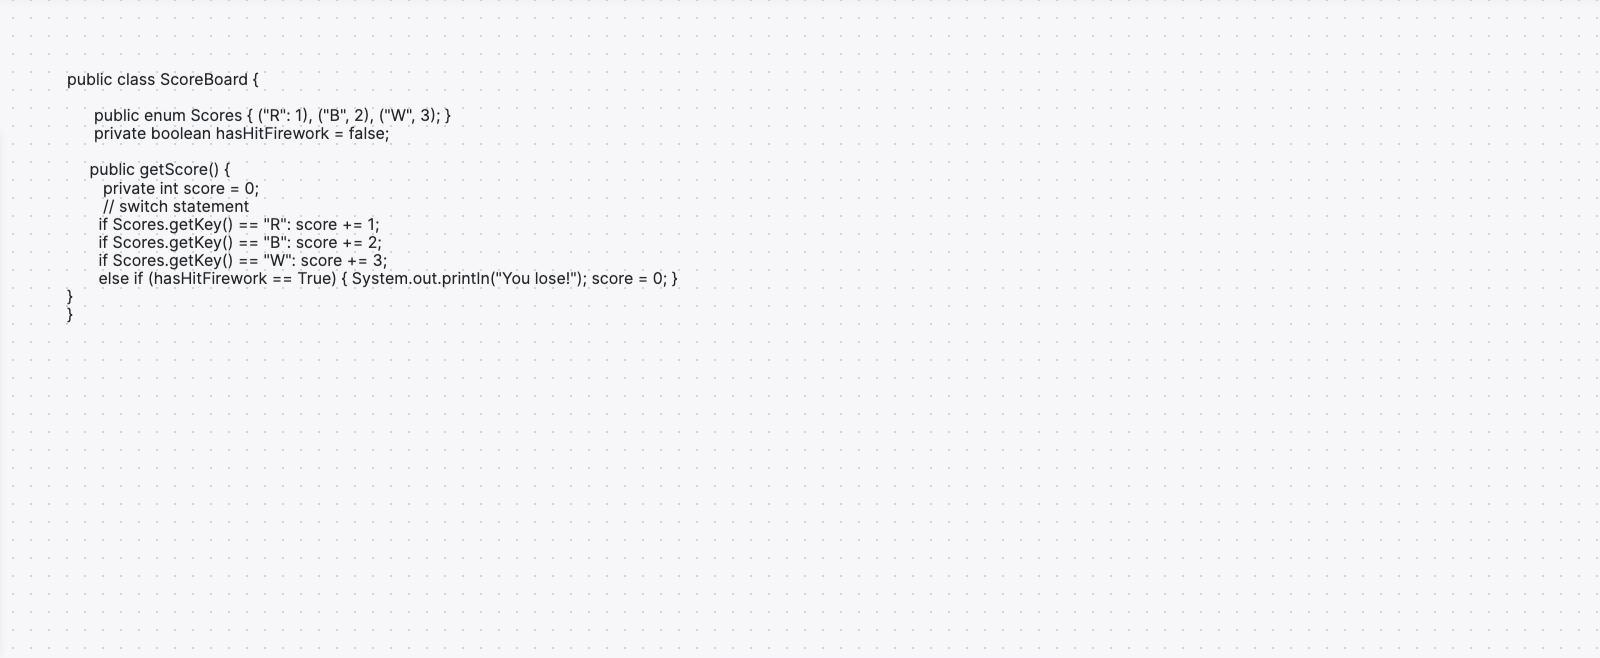 public class ScoreBoard {
public enum Scores { ("R": 1), ("B", 2), ("W", 3); }
private boolean hasHitFirework = false;
public getScore() {
private int score = 0;
// switch statement
if Scores.getKey() == "R": score += 1;
if Scores.getKey() == "B": score += 2;
if Scores.getKey() == "W": score += 3;
else if (hasHitFirework == True) { System.out.println("You lose!"); score = 0; }
}
}